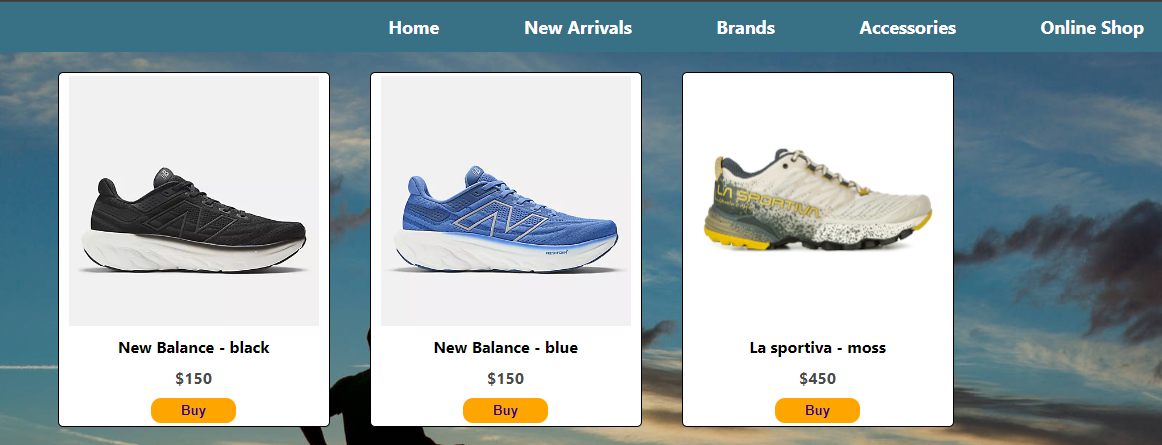 Home New Arrivals Brands Accessories Online Shop
LA SPORTIVA
New Balance - black
New Balance - blue
La sportiva - moss
$150
$150
$450
Buy
Buy
Buy